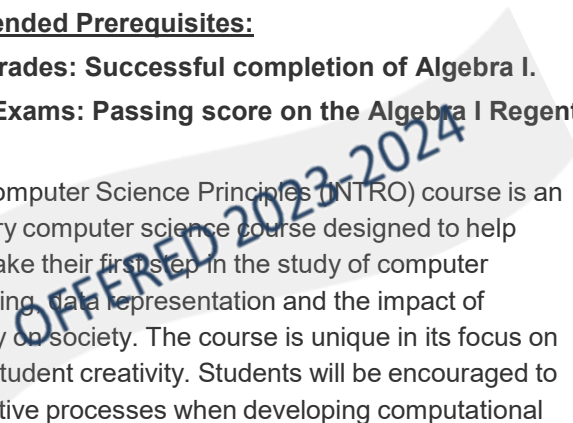 ended Prerequisites:
rades: Successful completion of Algebra I.
Exams: Passing score on the Algebra I Regent
omputer Science Principles (INTRO) course is an
ry computer science course designed to help
ake their first step in the study of computer
ing, data representation and the impact of
y on society. The course is unique in its focus on
tudent creativity. Students will be encouraged to
tive processes when developing computational
OFFERED 2023-2024